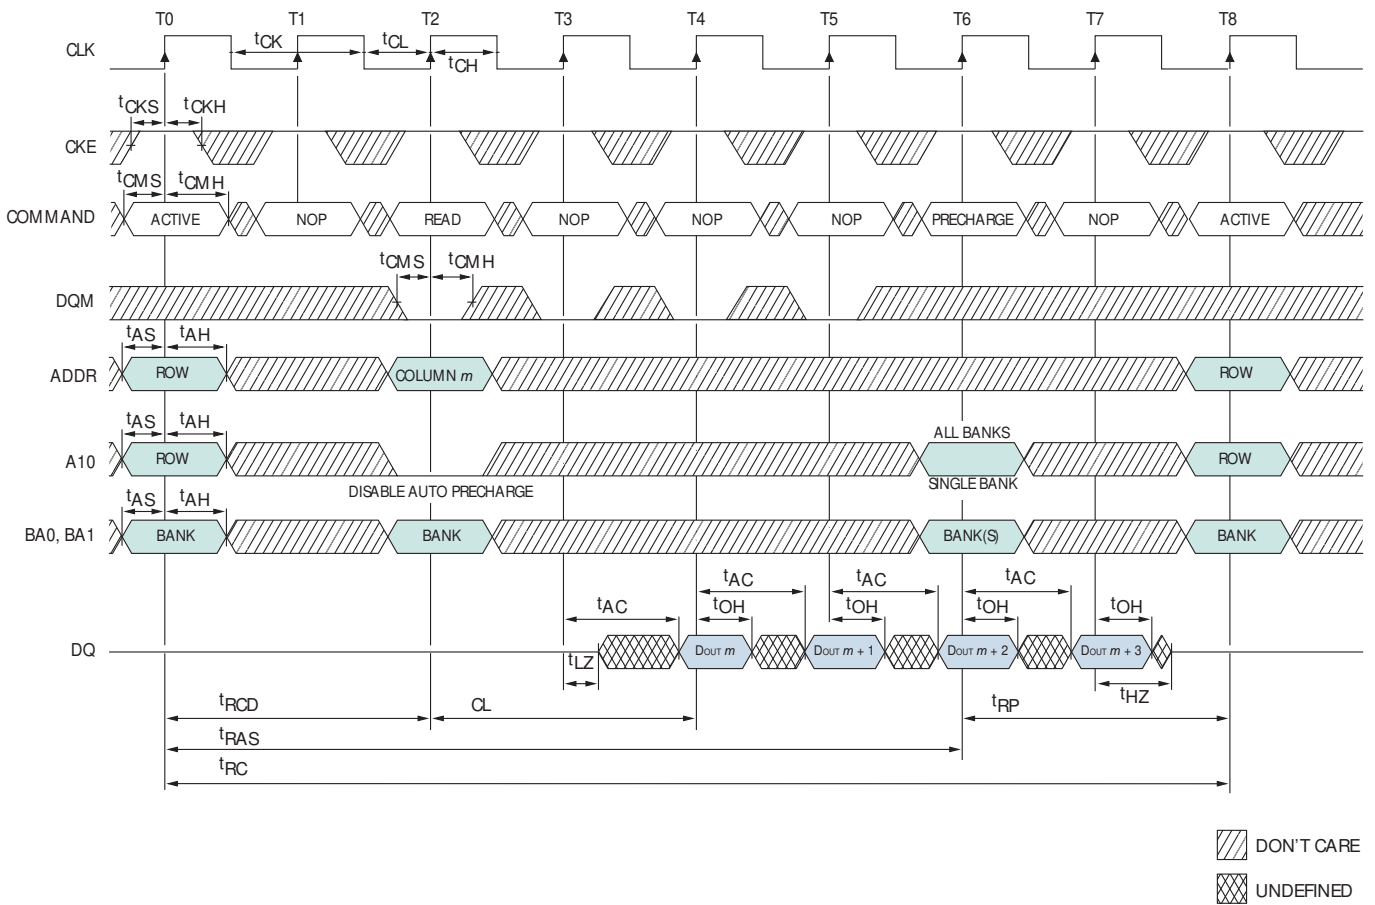 T0 T1 T2 T3 T4 T5 T6 T7 T8
CLK
tCK tCL
tCH
tCKS tCKH
CKE
tCMS tCMH
COMMAND ACTIVE NOP READ NOP NOP NOP PRECHARGE NOP ACTIVE
tCMS tCMH
DQM
tAS tAH
ADDR ROW COLUMN m ROW
tAS tAH
ALL BANKS
A10 ROW ROW
DISABLE AUTO PRECHARGE SINGLE BANK
tAS tAH
BA0, BA1 BANK BANK BANK(S) BANK
tAC tAC tAC
tAC tOH tOH tOH tOH
DQ DOUT m DOUT m + 1 DOUT m + 2 DOUT m + 3
tLZ
tHZ
tRCD CL tRP
tRAS
tRC
DON'T CARE
UNDEFINED